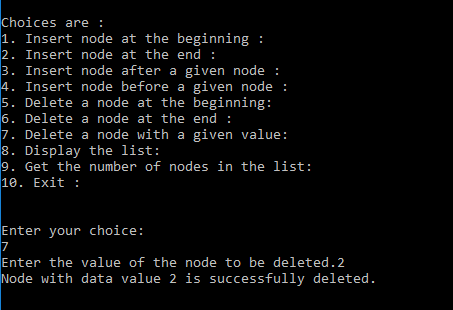 Choices are :
1. Insert node at the beginning :
2. Insert node at the end :
3. Insert node after a given node :
4. Insert node before a given node :
5. Delete a node at the beginning:
6. Delete a node at the end :
7. Delete a node with a given value:
8. Display the list:
9. Get the number of nodes in the list:
10. Exit :
Enter your choice:
7
Enter the value of the node to be deleted.2
Node with data value 2 is successfully deleted.